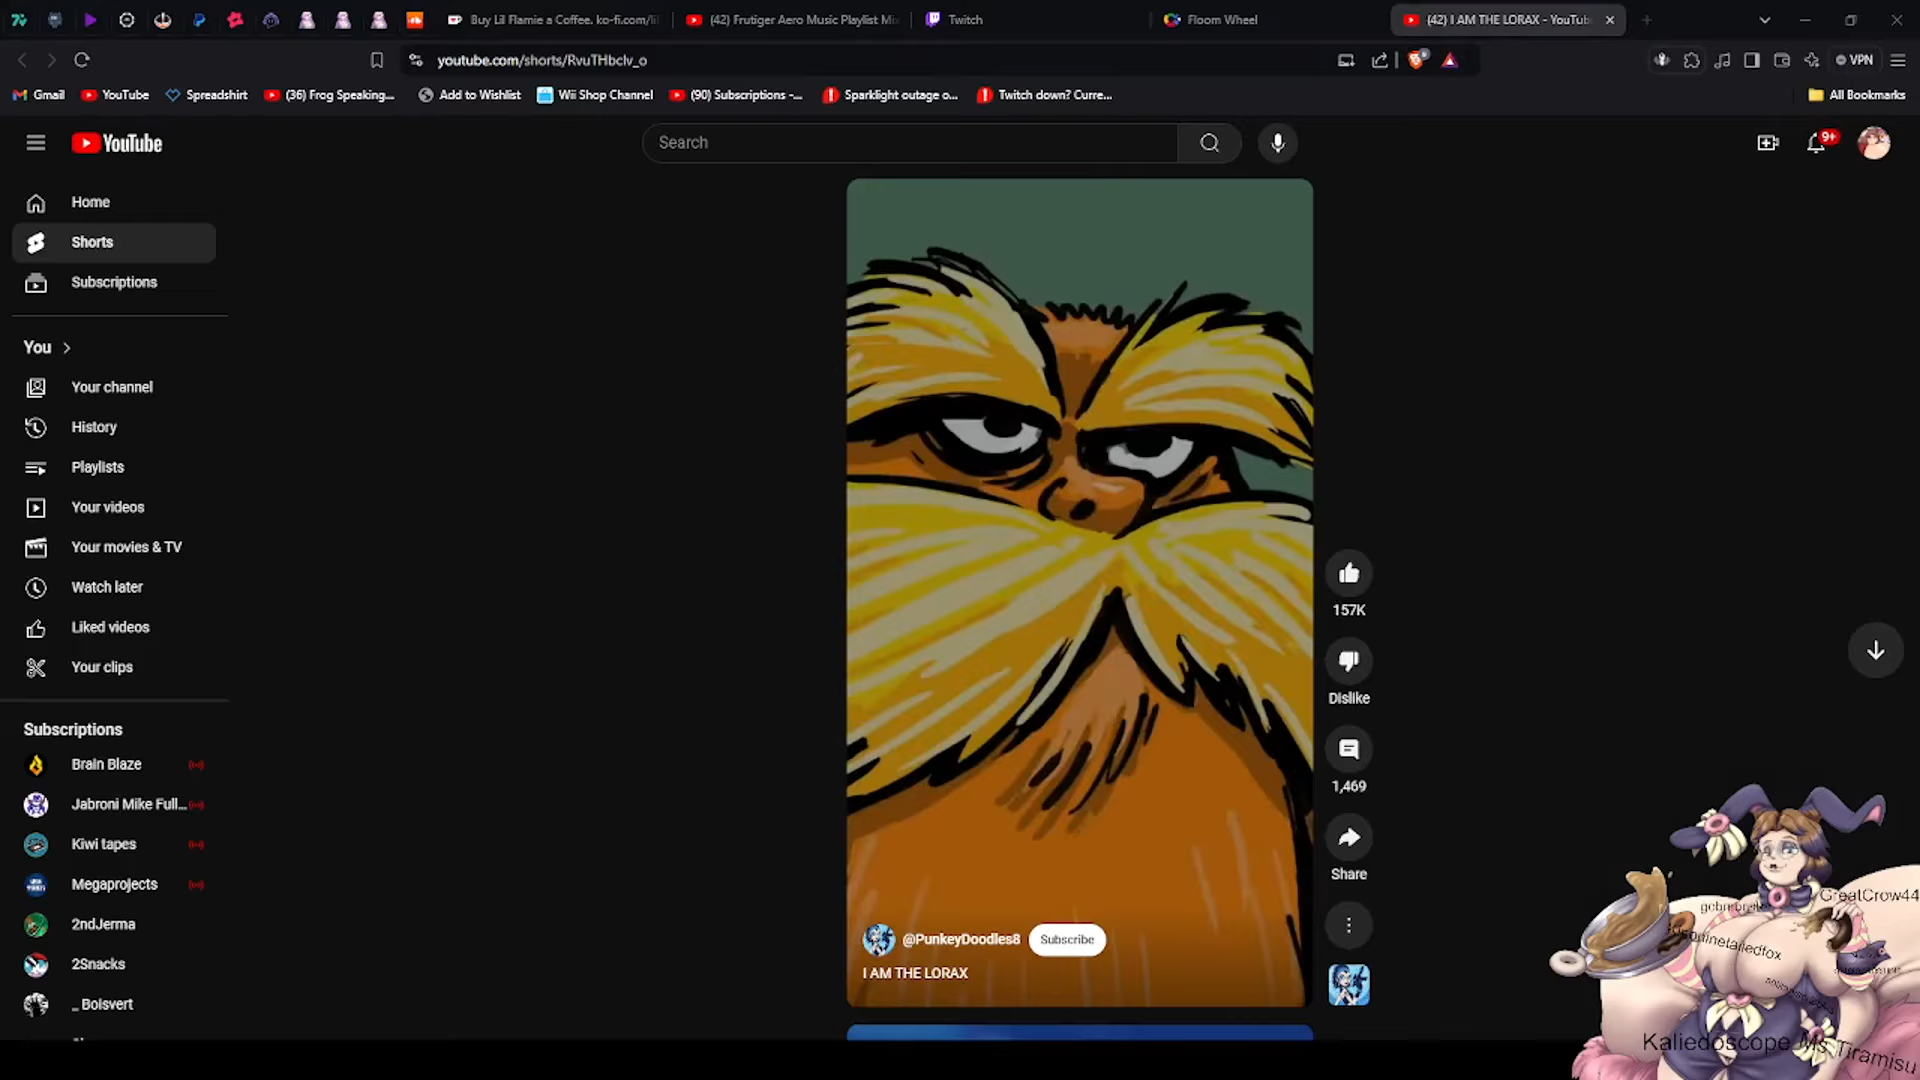 Buy Lil Flamie a Coffee. ko-fi.com/lil
(42) Frutiger Aero Music Playlist Mix
Twitch
Floom Wheel
(42) I AM THE LORAX - YouTub
youtube.com/shorts/RvuTHbclv_o
VPN
Gmail
YouTube
Spreadshirt
(36) Frog Speaking...
Add to Wishlist
Wii Shop Channel
(90) Subscriptions -...
Sparklight outage o...
Twitch down? Curre...
All Bookmarks
YouTube
Search
9+
Home
Shorts
Subscriptions
You
Your channel
History
Playlists
Your videos
Your movies & TV
Watch later
Liked videos
Your clips
Subscriptions
Brain Blaze
Jabroni Mike Full...
Kiwi tapes
Megaprojects
2ndJerma
2Snacks
_ Boisvert
157K
Dislike
1,469
Share
@PunkeyDoodles8
Subscribe
I AM THE LORAX
GreatCrow44
Kaliedoscope
Ms Tiramisu